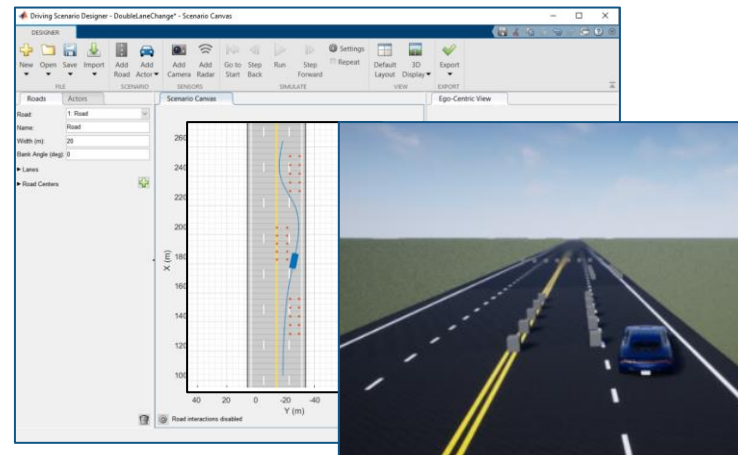 Driving Scenario Designer - DoubleLaneChange* - Scenario Canvas
DESIGNER
New Open Save Import Add Road Add Actor Add Camera Add Radar Go to Start Step Back Run Step Forward Settings Repeat Default Layout 3D Display Export
FILE SCENARIO SENSORS SIMULATE VIEW EXPORT
Roads Actors Scenario Canvas Ego-Centric View
Road: 1: Road
Name: Road
Width (m): 20
Bank Angle (deg): 0
Lanes
Road Centers
260
240
220
200
180
160
140
120
100
X (m)
40 20 0 -20 -40
Y (m)
Road interactions disabled